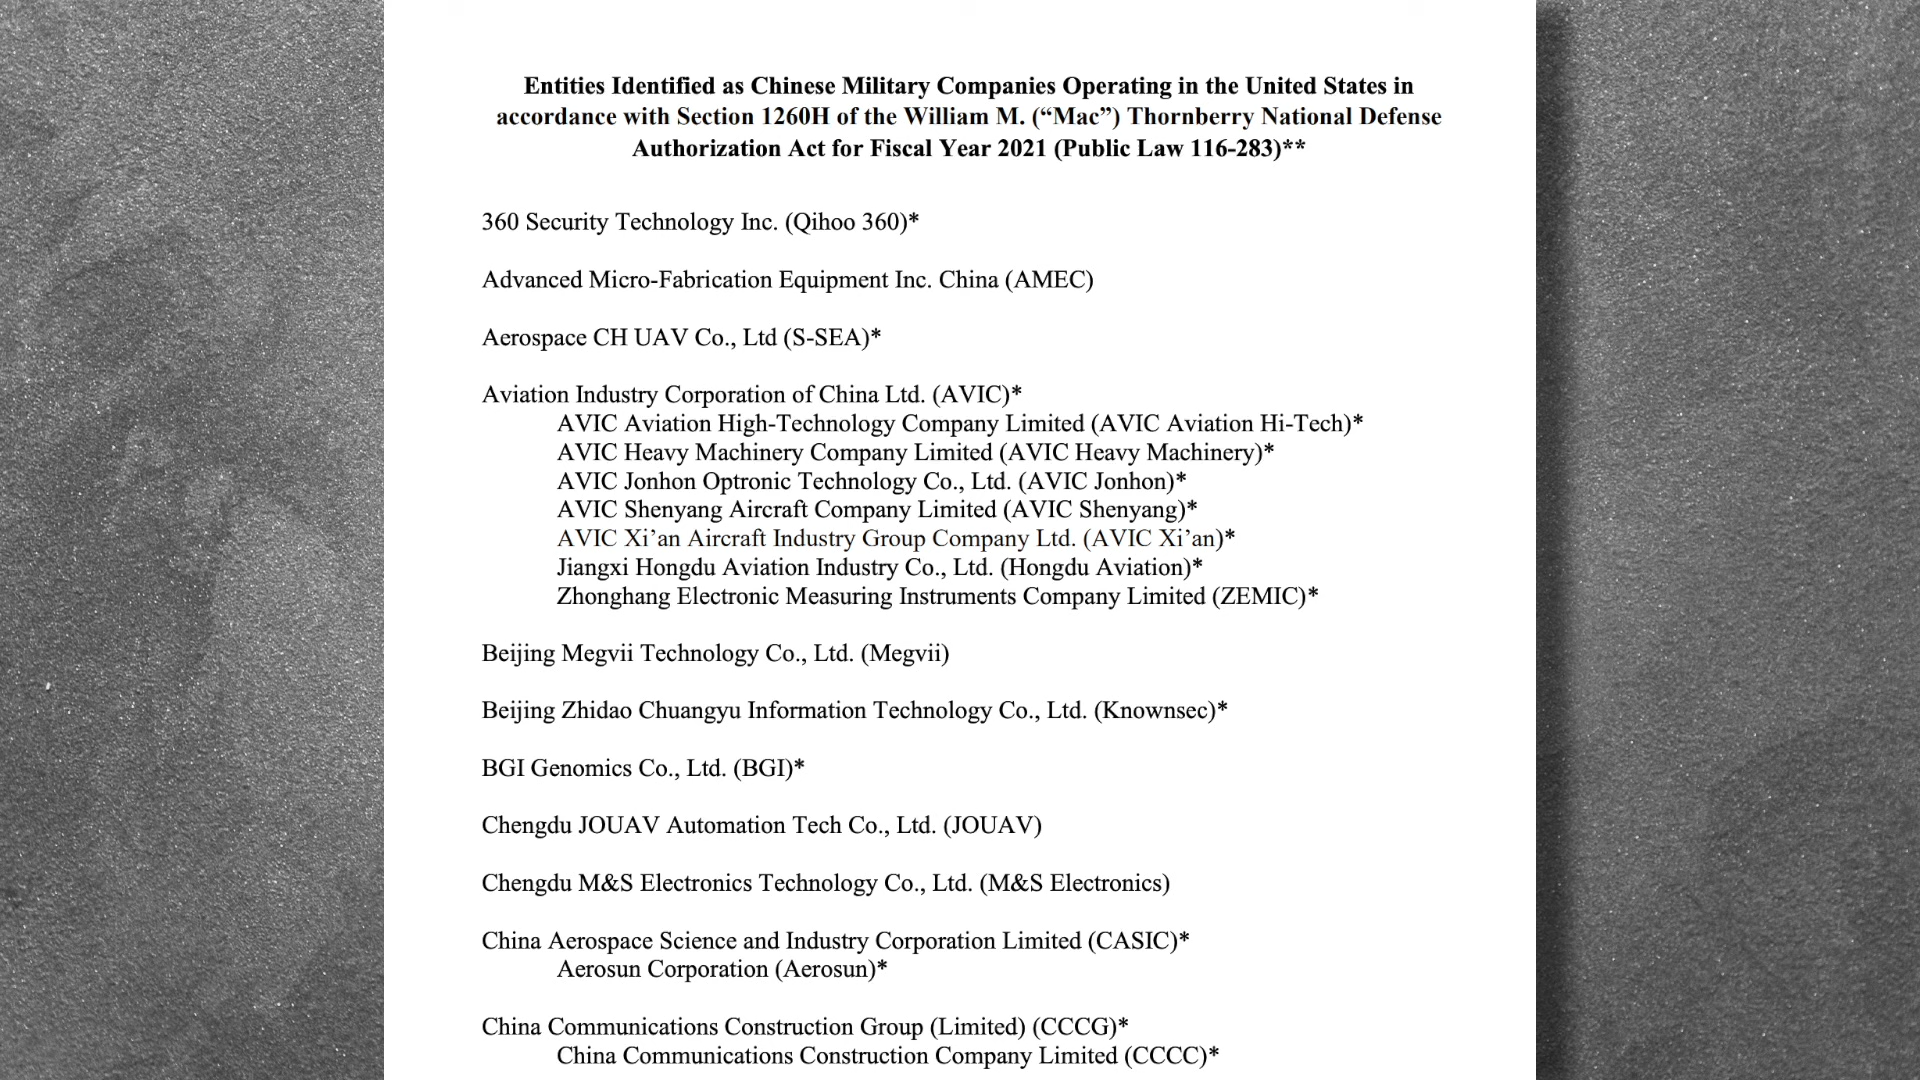 Entities Identified as Chinese Military Companies Operating in the United States in
accordance with Section 1260H of the William M. (“Mac”) Thornberry National Defense
Authorization Act for Fiscal Year 2021 (Public Law 116-283)**
360 Security Technology Inc. (Qihoo 360)*
Advanced Micro-Fabrication Equipment Inc. China (AMEC)
Aerospace CH UAV Co., Ltd (S-SEA)*
Aviation Industry Corporation of China Ltd. (AVIC)*
AVIC Aviation High-Technology Company Limited (AVIC Aviation Hi-Tech)*
AVIC Heavy Machinery Company Limited (AVIC Heavy Machinery)*
AVIC Jonhon Optronic Technology Co., Ltd. (AVIC Jonhon)*
AVIC Shenyang Aircraft Company Limited (AVIC Shenyang)*
AVIC Xi’an Aircraft Industry Group Company Ltd. (AVIC Xi’an)*
Jiangxi Hongdu Aviation Industry Co., Ltd. (Hongdu Aviation)*
Zhonghang Electronic Measuring Instruments Company Limited (ZEMIC)*
Beijing Megvii Technology Co., Ltd. (Megvii)
Beijing Zhidao Chuangyu Information Technology Co., Ltd. (Knownsec)*
BGI Genomics Co., Ltd. (BGI)*
Chengdu JOUAV Automation Tech Co., Ltd. (JOUAV)
Chengdu M&S Electronics Technology Co., Ltd. (M&S Electronics)
China Aerospace Science and Industry Corporation Limited (CASIC)*
Aerosun Corporation (Aerosun)*
China Communications Construction Group (Limited) (CCCG)*
China Communications Construction Company Limited (CCCC)*